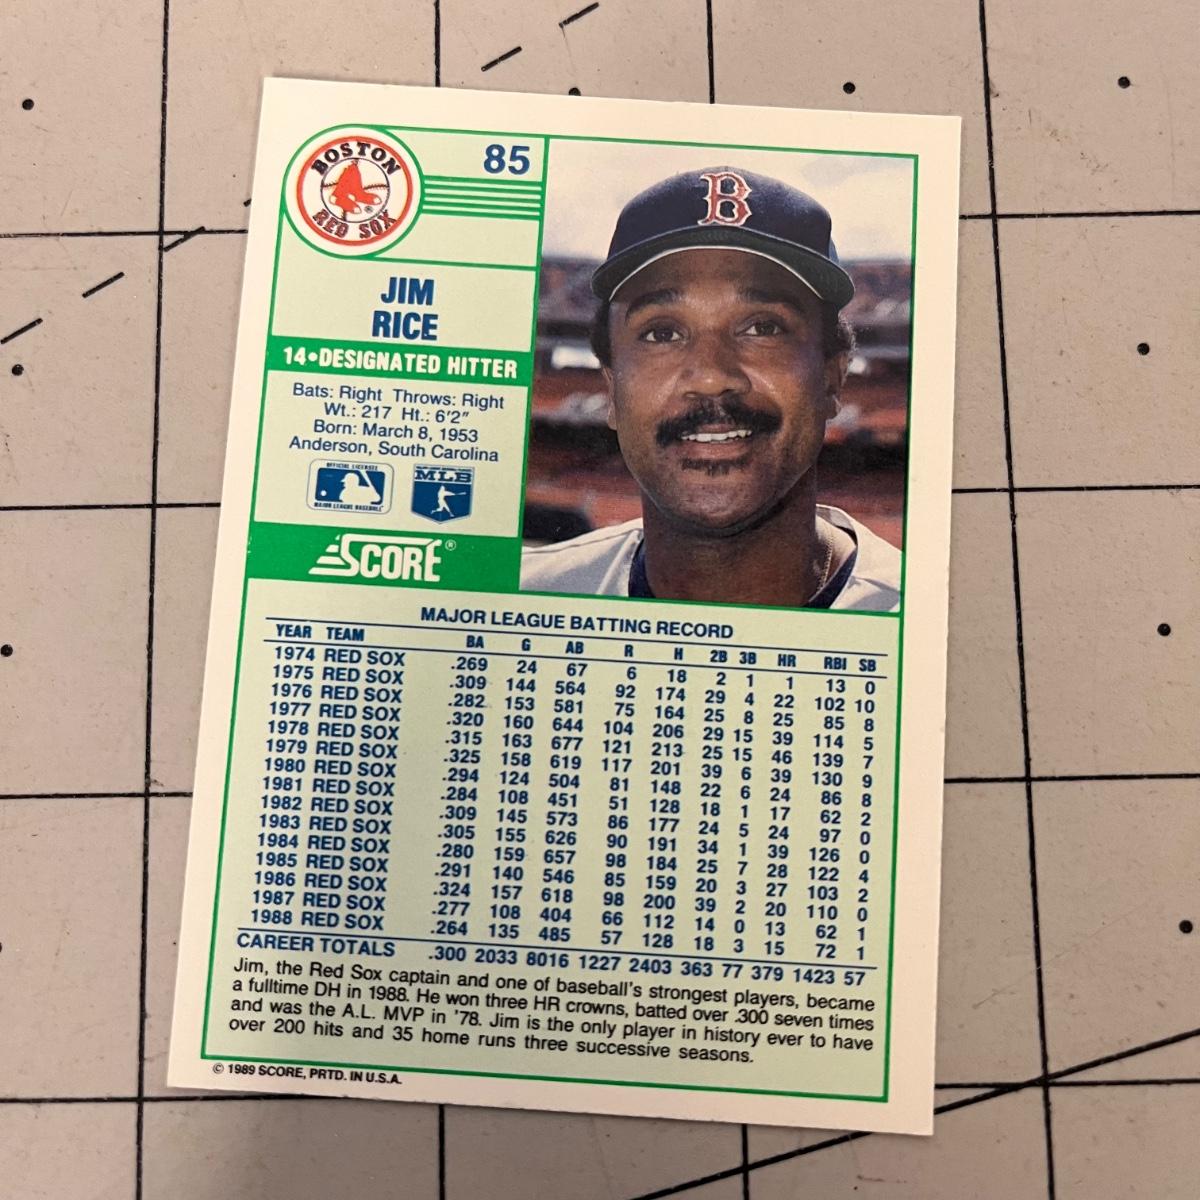 BOSTON
RED SOX
85
JIM
RICE
14•DESIGNATED HITTER
Bats: Right Throws: Right
Wt.: 217 Ht.: 6'2"
Born: March 8, 1953
Anderson, South Carolina
OFFICIAL LICENSEE
MAJOR LEAGUE BASEBALL
MLB
SCORE®
B
MAJOR LEAGUE BATTING RECORD
YEAR TEAM BA G AB R H 2B 3B HR RBI SB
1974 RED SOX .269 24 67 6 18 2 1 1 13 0
1975 RED SOX .309 144 564 92 174 29 4 22 102 10
1976 RED SOX .282 153 581 75 164 25 8 25 85 8
1977 RED SOX .320 160 644 104 206 29 15 39 114 5
1978 RED SOX .315 163 677 121 213 25 15 46 139 7
1979 RED SOX .325 158 619 117 201 39 6 39 130 9
1980 RED SOX .294 124 504 81 148 22 6 24 86 8
1981 RED SOX .284 108 451 51 128 18 1 17 62 2
1982 RED SOX .309 145 573 86 177 24 5 24 97 0
1983 RED SOX .305 155 626 90 191 34 1 39 126 0
1984 RED SOX .280 159 657 98 184 25 7 28 122 4
1985 RED SOX .291 140 546 85 159 20 3 27 103 2
1986 RED SOX .324 157 618 98 200 39 2 20 110 0
1987 RED SOX .277 108 404 66 112 14 0 13 62 1
1988 RED SOX .264 135 485 57 128 18 3 15 72 1
CAREER TOTALS .300 2033 8016 1227 2403 363 77 379 1423 57
Jim, the Red Sox captain and one of baseball's strongest players, became
a fulltime DH in 1988. He won three HR crowns, batted over .300 seven times
and was the A.L. MVP in '78. Jim is the only player in history ever to have
over 200 hits and 35 home runs three successive seasons.
© 1989 SCORE, PRTD. IN U.S.A.